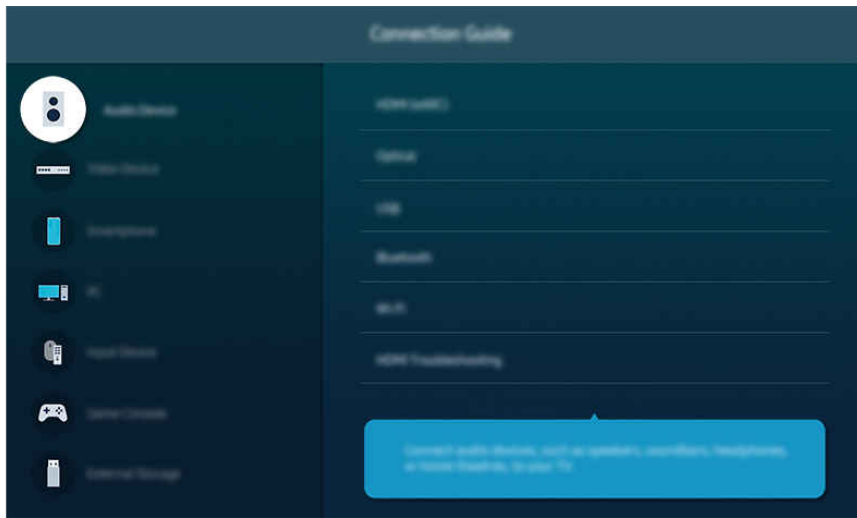 Connection Guide
Audio Device
Video Device
Smartphone
PC
Input Device
Game Console
External Storage
HDMI (eARC)
Optical
USB
Bluetooth
Wi-Fi
HDMI Troubleshooting
Connect audio devices, such as speakers, soundbars, headphones,
or home theatres, to your TV.